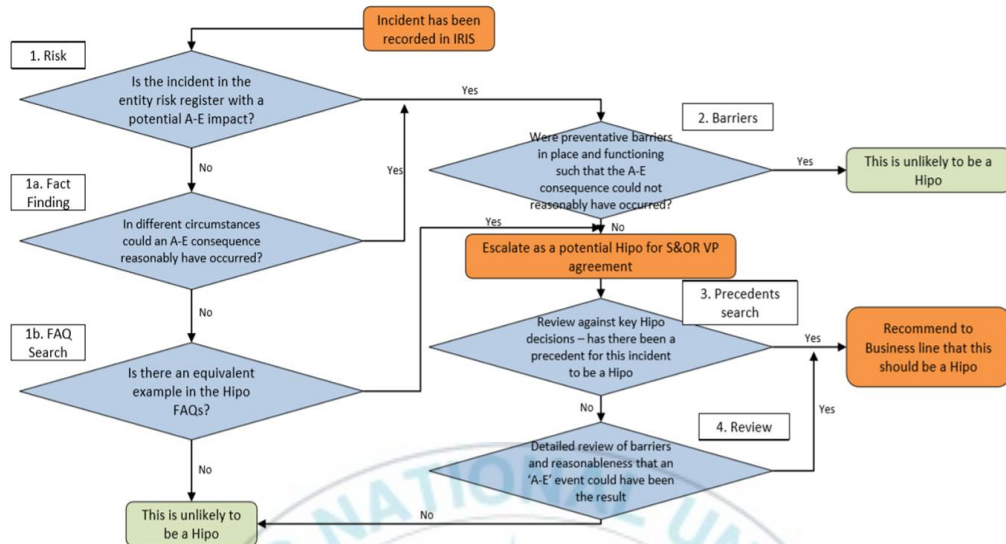 Incident has been
recorded in IRIS
1. Risk
Is the incident in the
entity risk register with a
potential A-E impact?
Yes
No
2. Barriers
Were preventative barriers
in place and functioning
such that the A-E
consequence could not
reasonably have occurred?
Yes
This is unlikely to be a
Hipo
No
1a. Fact
Finding
In different circumstances
could an A-E consequence
reasonably have occurred?
Yes
No
Escalate as a potential Hipo for S&OR VP
agreement
1b. FAQ
Search
Is there an equivalent
example in the Hipo
FAQs?
Yes
No
3. Precedents
search
Review against key Hipo
decisions – has there been a
precedent for this incident
to be a Hipo
Yes
Recommend to
Business line that this
should be a Hipo
No
4. Review
Detailed review of barriers
and reasonableness that an
‘A-E’ event could have been
the result
Yes
No
This is unlikely to
be a Hipo
NATIONAL UN